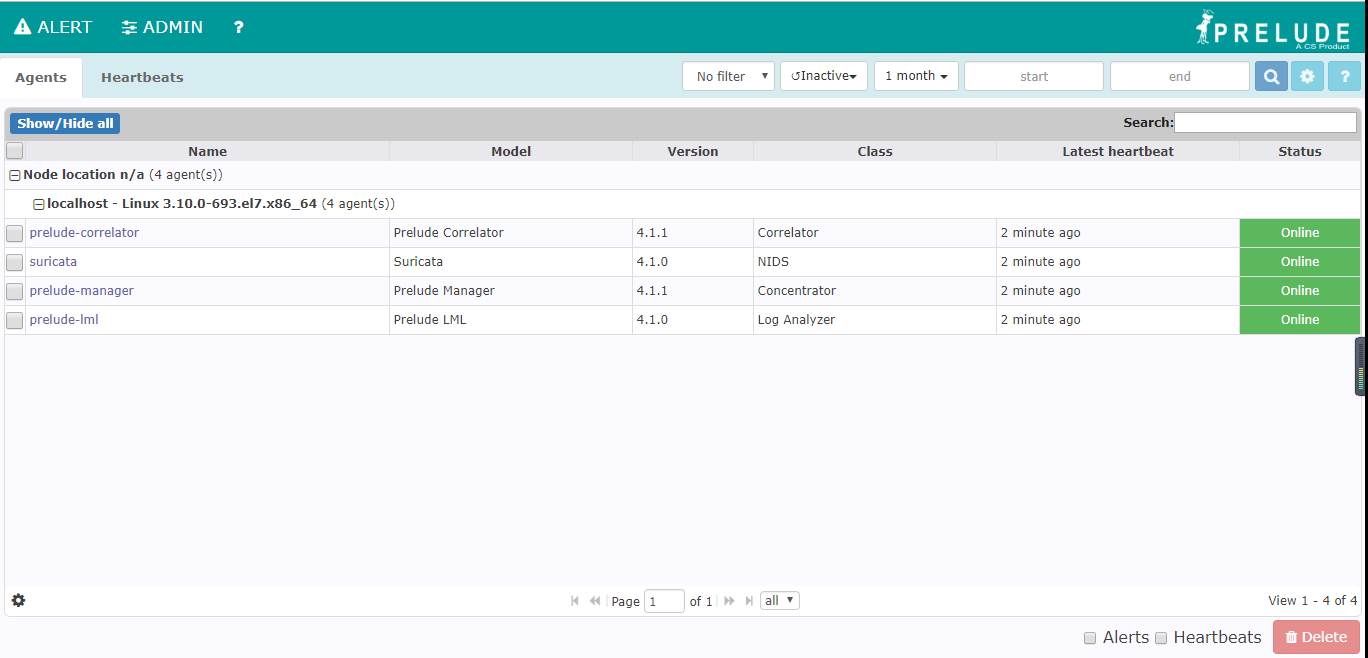 ALERT ADMIN ? PRELUDE
A CS Product
Agents Heartbeats No filter Inactive 1 month start end ?
Show/Hide all Search:
Name Model Version Class Latest heartbeat Status
Node location n/a (4 agent(s))
localhost - Linux 3.10.0-693.el7.x86_64 (4 agent(s))
prelude-correlator Prelude Correlator 4.1.1 Correlator 2 minute ago Online
suricata Suricata 4.1.0 NIDS 2 minute ago Online
prelude-manager Prelude Manager 4.1.1 Concentrator 2 minute ago Online
prelude-lml Prelude LML 4.1.0 Log Analyzer 2 minute ago Online
Page 1 of 1 all View 1 - 4 of 4
Alerts Heartbeats Delete